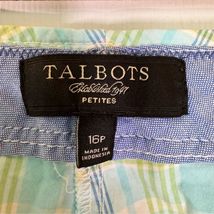 TALBOTS
Established 1947
PETITES
16P
MADE IN
INDONESIA